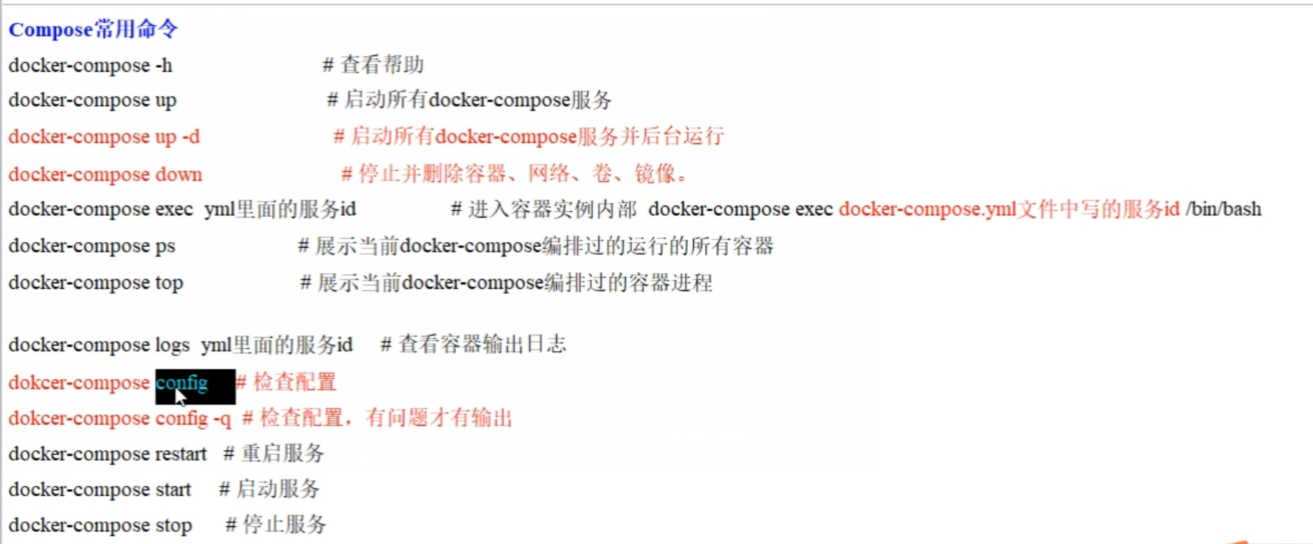 Compose常用命令
docker-compose -h # 查看帮助
docker-compose up # 启动所有docker-compose服务
docker-compose up -d # 启动所有docker-compose服务并后台运行
docker-compose down # 停止并删除容器、网络、卷、镜像。
docker-compose exec yml里面的服务id # 进入容器实例内部 docker-compose exec docker-compose.yml文件中写的服务id /bin/bash
docker-compose ps # 展示当前docker-compose编排过的运行的所有容器
docker-compose top # 展示当前docker-compose编排过的容器进程
docker-compose logs yml里面的服务id # 查看容器输出日志
dokcer-compose config # 检查配置
dokcer-compose config -q # 检查配置，有问题才有输出
docker-compose restart # 重启服务
docker-compose start # 启动服务
docker-compose stop # 停止服务